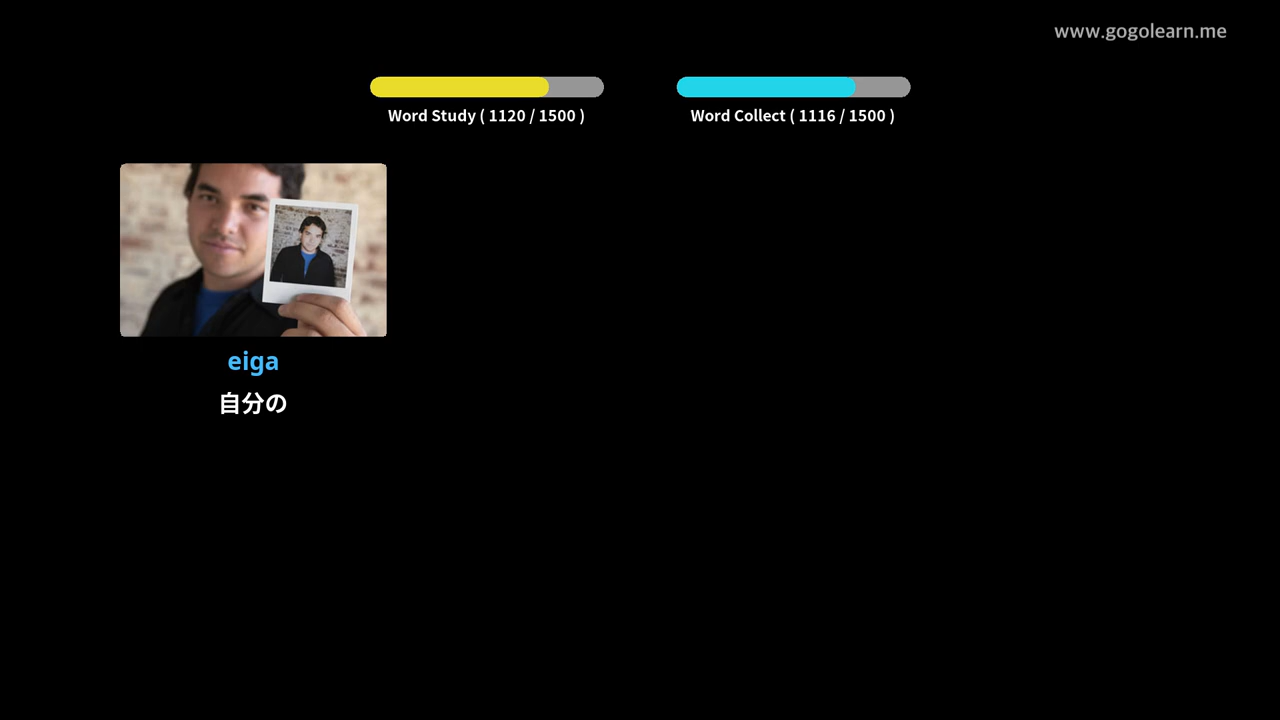 www.gogolearn.me
Word Study ( 1120 / 1500 )
Word Collect ( 1116 / 1500 )
eiga
自分の